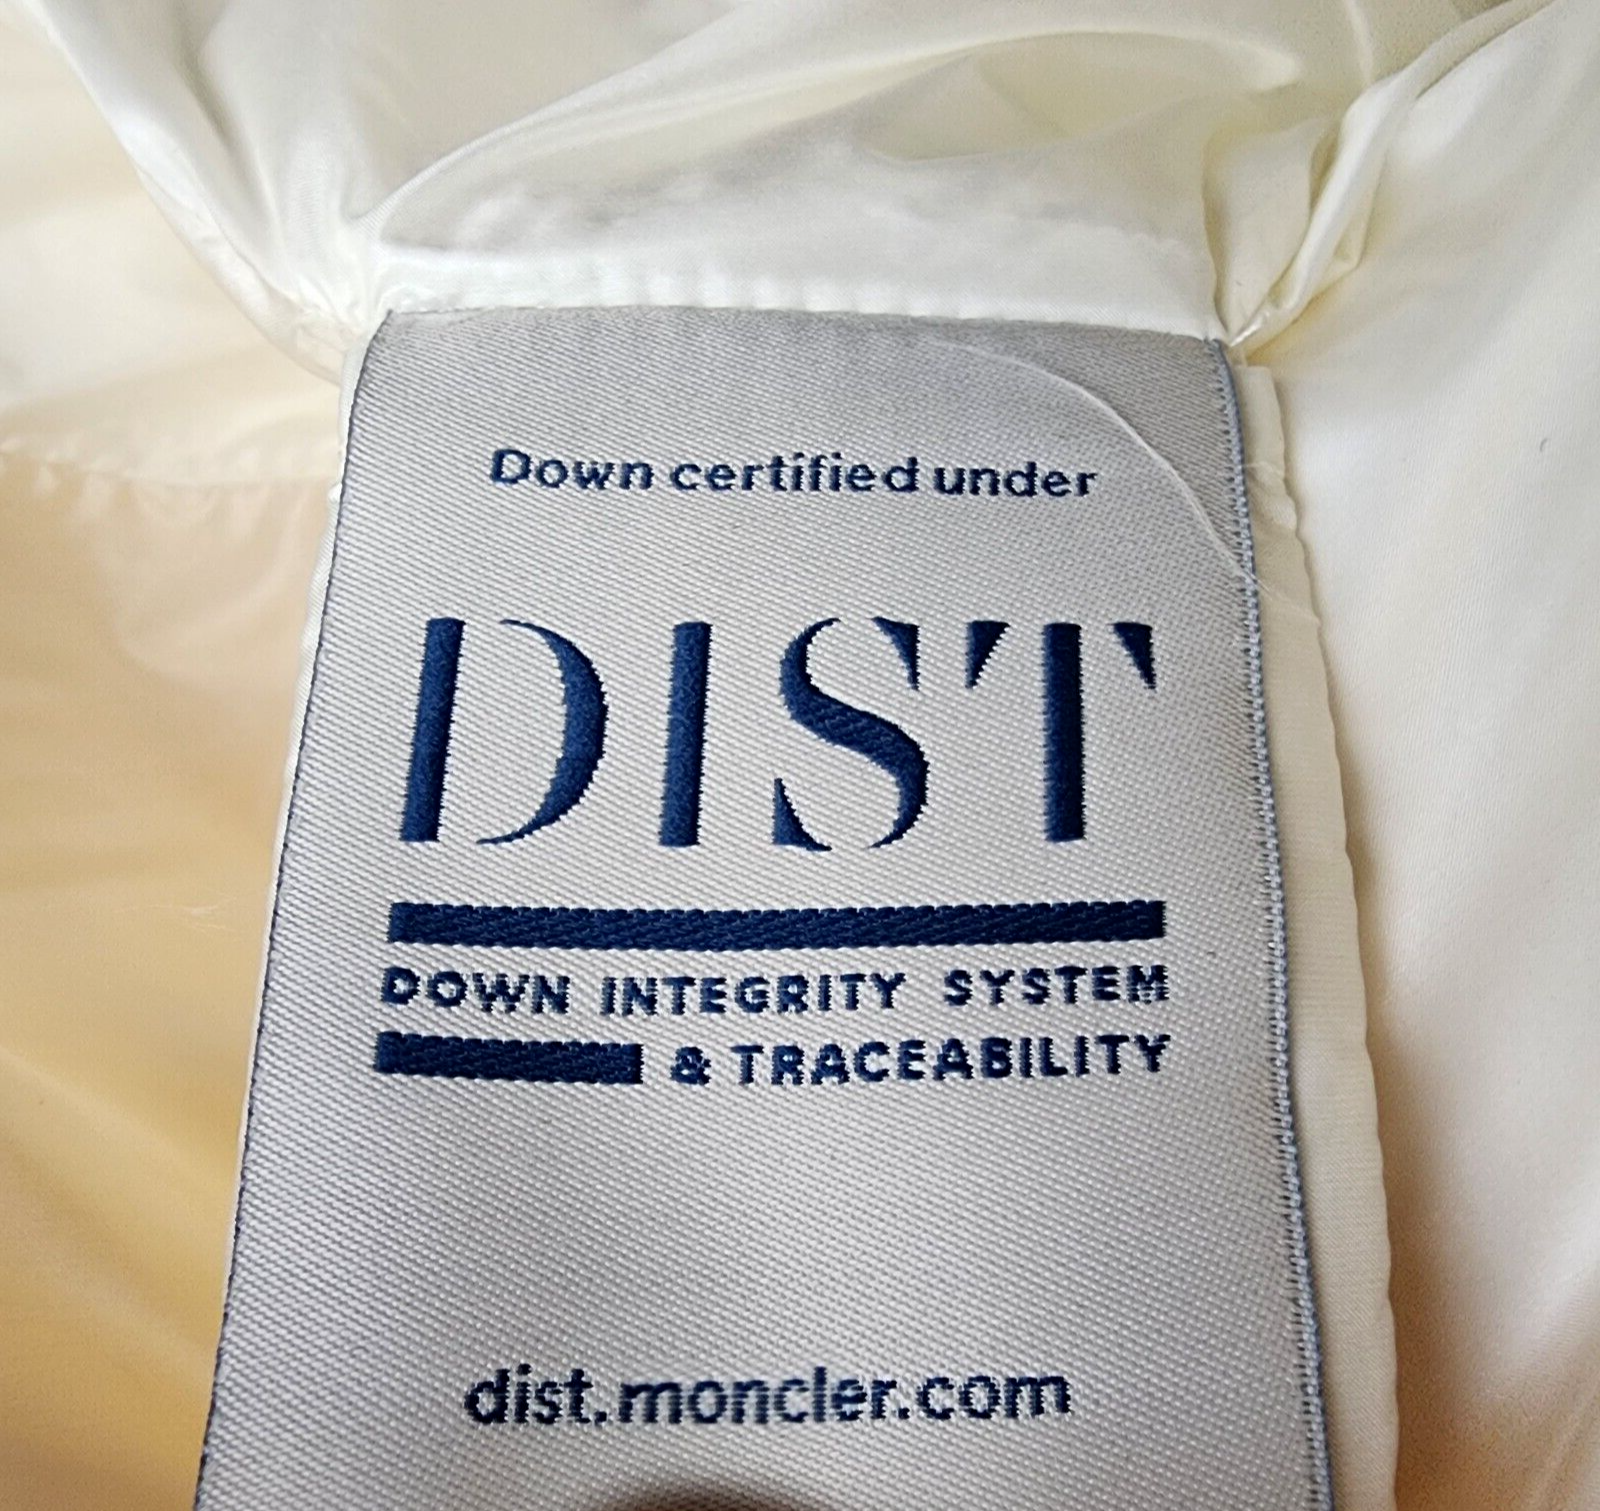 Down certified under
DIST
DOWN INTEGRITY SYSTEM
& TRACEABILITY
dist.moncler.com